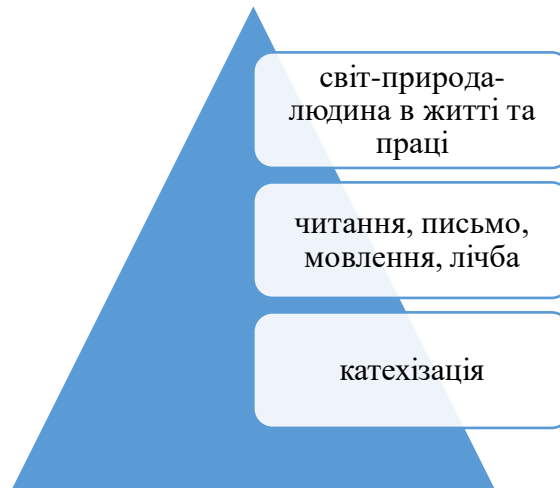 світ-природа-
людина в житті та
праці
читання, письмо,
мовлення, лічба
катехізація